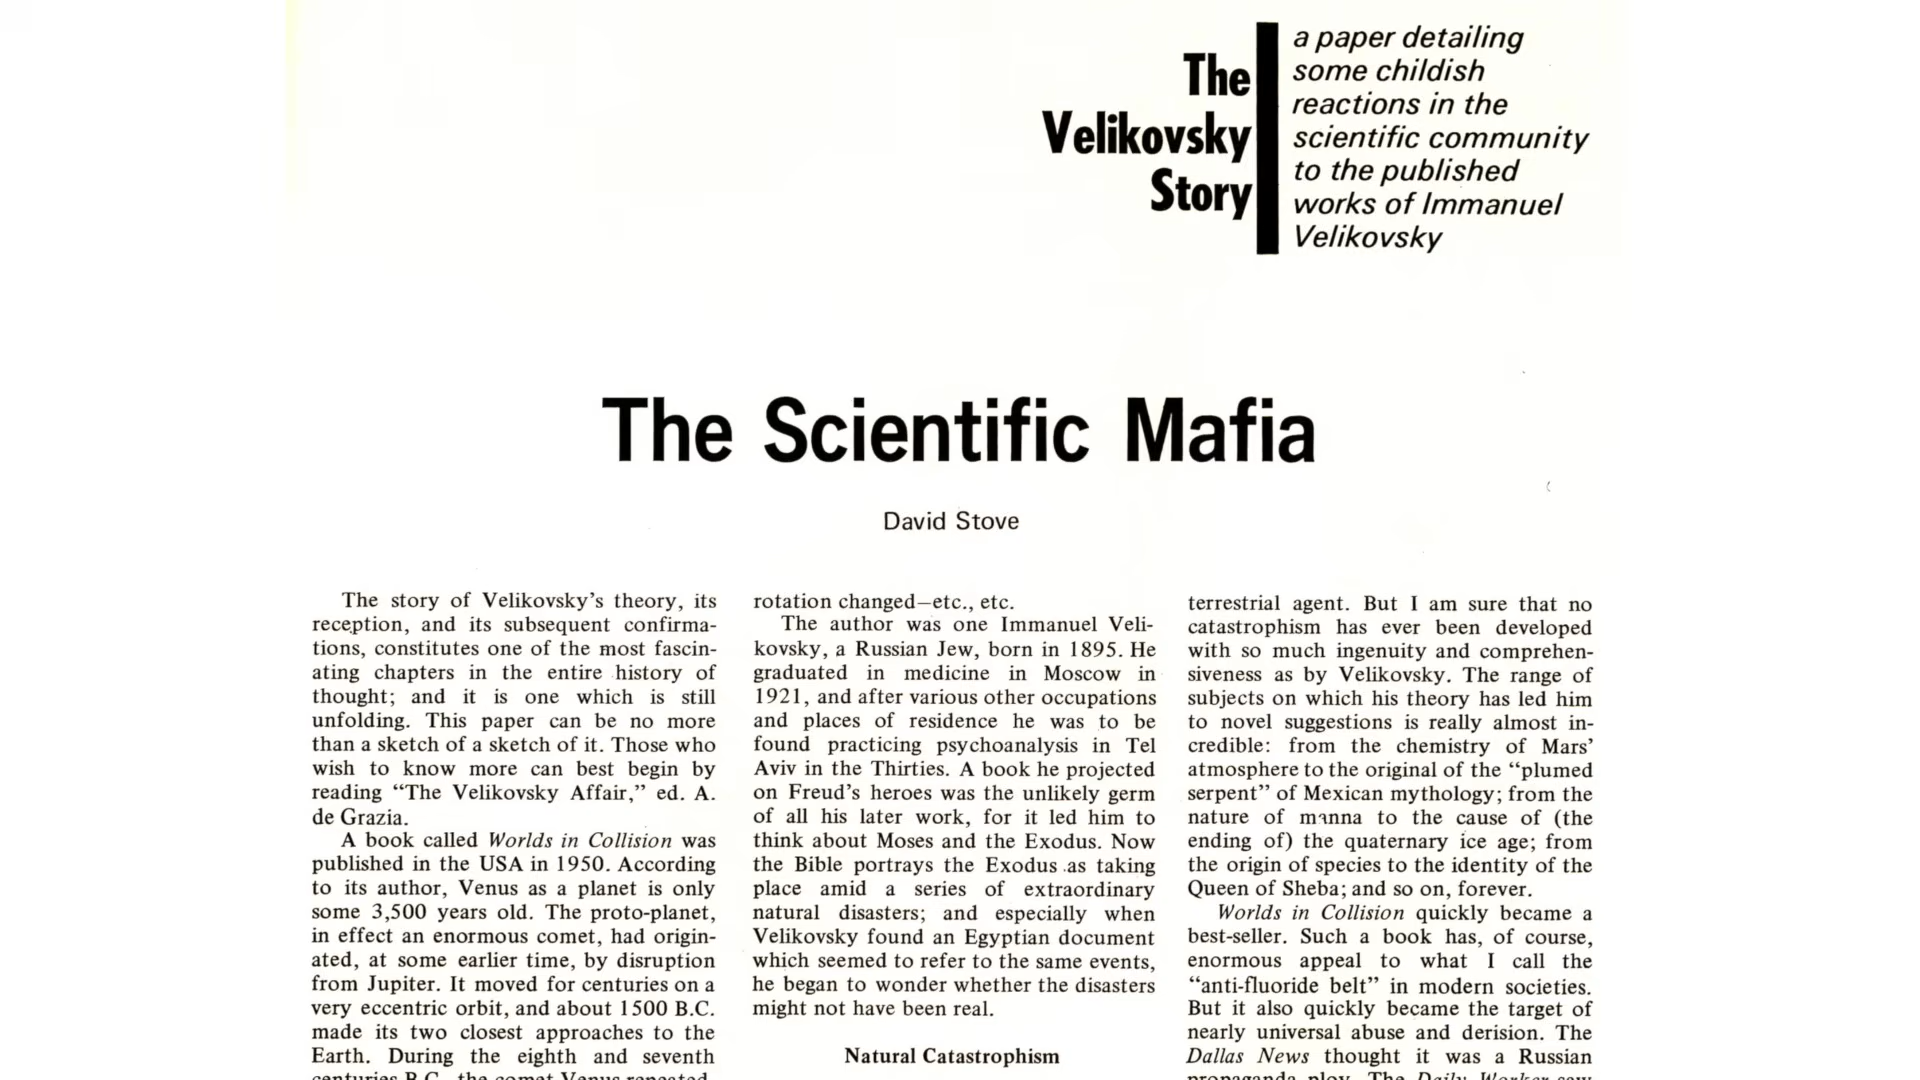 The
Velikovsky
Story
a paper detailing
some childish
reactions in the
scientific community
to the published
works of Immanuel
Velikovsky
The Scientific Mafia
David Stove
The story of Velikovsky's theory, its
reception, and its subsequent confirma-
tions, constitutes one of the most fascin-
ating chapters in the entire history of
thought; and it is one which is still
unfolding. This paper can be no more
than a sketch of a sketch of it. Those who
wish to know more can best begin by
reading “The Velikovsky Affair,” ed. A.
de Grazia.
A book called Worlds in Collision was
published in the USA in 1950. According
to its author, Venus as a planet is only
some 3,500 years old. The proto-planet,
in effect an enormous comet, had origin-
ated, at some earlier time, by disruption
from Jupiter. It moved for centuries on a
very eccentric orbit, and about 1500 B.C.
made its two closest approaches to the
Earth. During the eighth and seventh
centuries B.C., the comet Venus repeated-
rotation changed—etc., etc.
The author was one Immanuel Veli-
kovsky, a Russian Jew, born in 1895. He
graduated in medicine in Moscow in
1921, and after various other occupations
and places of residence he was to be
found practicing psychoanalysis in Tel
Aviv in the Thirties. A book he projected
on Freud's heroes was the unlikely germ
of all his later work, for it led him to
think about Moses and the Exodus. Now
the Bible portrays the Exodus as taking
place amid a series of extraordinary
natural disasters; and especially when
Velikovsky found an Egyptian document
which seemed to refer to the same events,
he began to wonder whether the disasters
might not have been real.
Natural Catastrophism
terrestrial agent. But I am sure that no
catastrophism has ever been developed
with so much ingenuity and comprehen-
siveness as by Velikovsky. The range of
subjects on which his theory has led him
to novel suggestions is really almost in-
credible: from the chemistry of Mars'
atmosphere to the original of the “plumed
serpent” of Mexican mythology; from the
nature of manna to the cause of (the
ending of) the quaternary ice age; from
the origin of species to the identity of the
Queen of Sheba; and so on, forever.
Worlds in Collision quickly became a
best-seller. Such a book has, of course,
enormous appeal to what I call the
“anti-fluoride belt” in modern societies.
But it also quickly became the target of
nearly universal abuse and derision. The
Dallas News thought it was a Russian
propaganda ploy. The Daily Worker saw